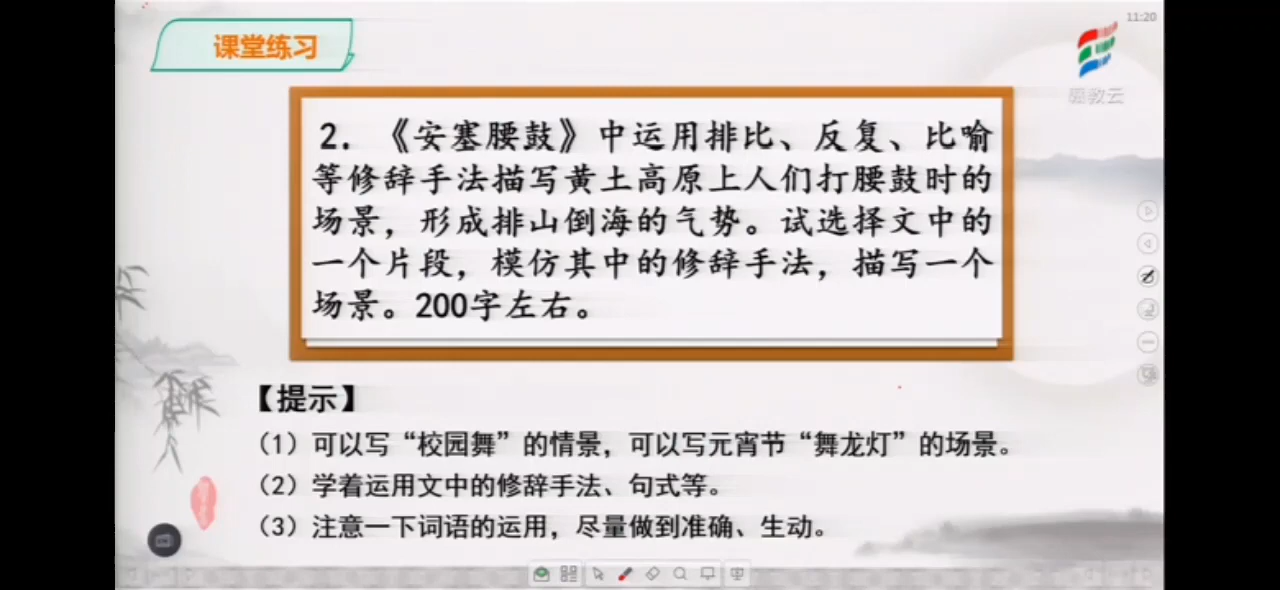 11:20
课堂练习
2. 《安塞腰鼓》中运用排比、反复、比喻
等修辞手法描写黄土高原上人们打腰鼓时的
场景，形成排山倒海的气势。试选择文中的
一个片段，模仿其中的修辞手法，描写一个
场景。200字左右。
【提示】
（1）可以写“校园舞”的情景，可以写元宵节“舞龙灯”的场景。
（2）学着运用文中的修辞手法、句式等。
（3）注意一下词语的运用，尽量做到准确、生动。